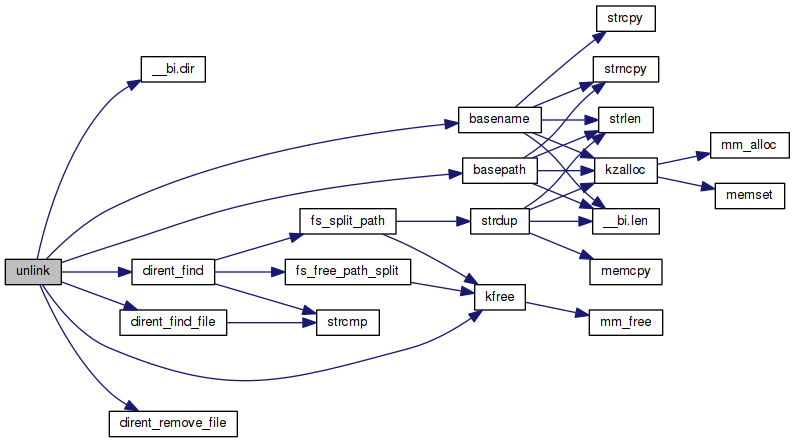 strcpy
__bi.dir
strncpy
basename
strlen
mm_alloc
basepath
kzalloc
memset
fs_split_path
strdup
__bi.len
unlink
dirent_find
fs_free_path_split
memcpy
kfree
dirent_find_file
strcmp
mm_free
dirent_remove_file